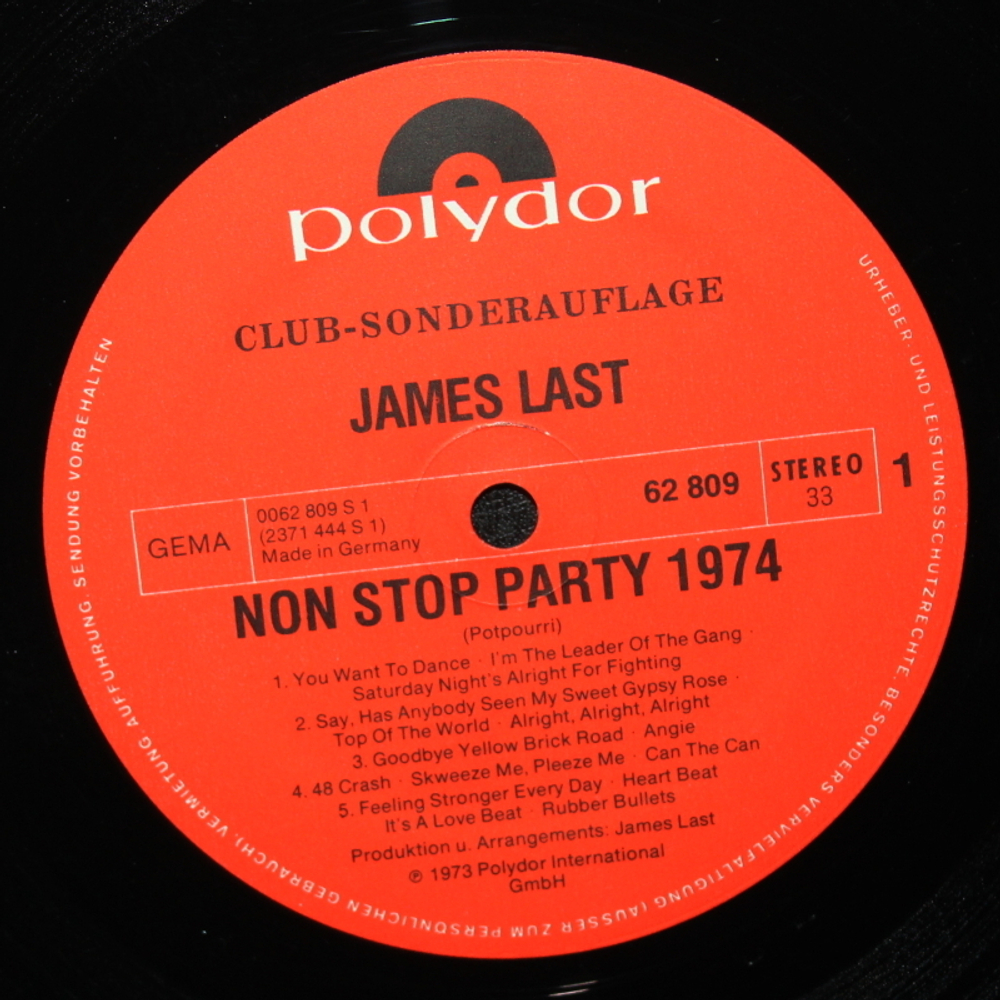 polydor
CLUB-SONDERAUFLAGE
JAMES LAST
GEMA
0062 809 S 1
(2371 444 S 1)
Made in Germany
62 809
STEREO
33
1
NON STOP PARTY 1974
(Potpourri)
1. You Want To Dance · I'm The Leader Of The Gang ·
Saturday Night's Alright For Fighting
2. Say, Has Anybody Seen My Sweet Gypsy Rose ·
Top Of The World · Alright, Alright, Alright
3. Goodbye Yellow Brick Road · Angie
4. 48 Crash · Skweeze Me, Pleeze Me · Can The Can
5. Feeling Stronger Every Day · Heart Beat
It's A Love Beat · Rubber Bullets
Produktion u. Arrangements: James Last
℗ 1973 Polydor International
GmbH
URHEBER- UND LEISTUNGSSCHUTZRECHTE, BESONDERS VERVIELFÄLTIGUNG (AUSSER ZUM PERSÖNLICHEN GEBRAUCH), VERMIETUNG, AUFFÜHRUNG, SENDUNG VORBEHALTEN